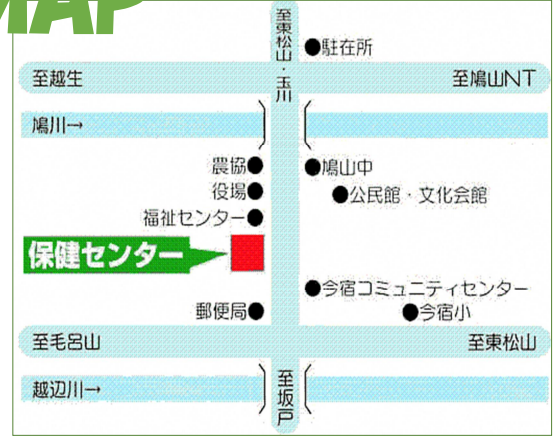 MAP
至東松山・玉川
●駐在所
至越生
至鳩山NT
鳩川→
農協●
●鳩山中
役場●
●公民館・文化会館
福祉センター●
保健センター
●今宿コミュニティセンター
郵便局●
●今宿小
至毛呂山
至東松山
越辺川→
至坂戸